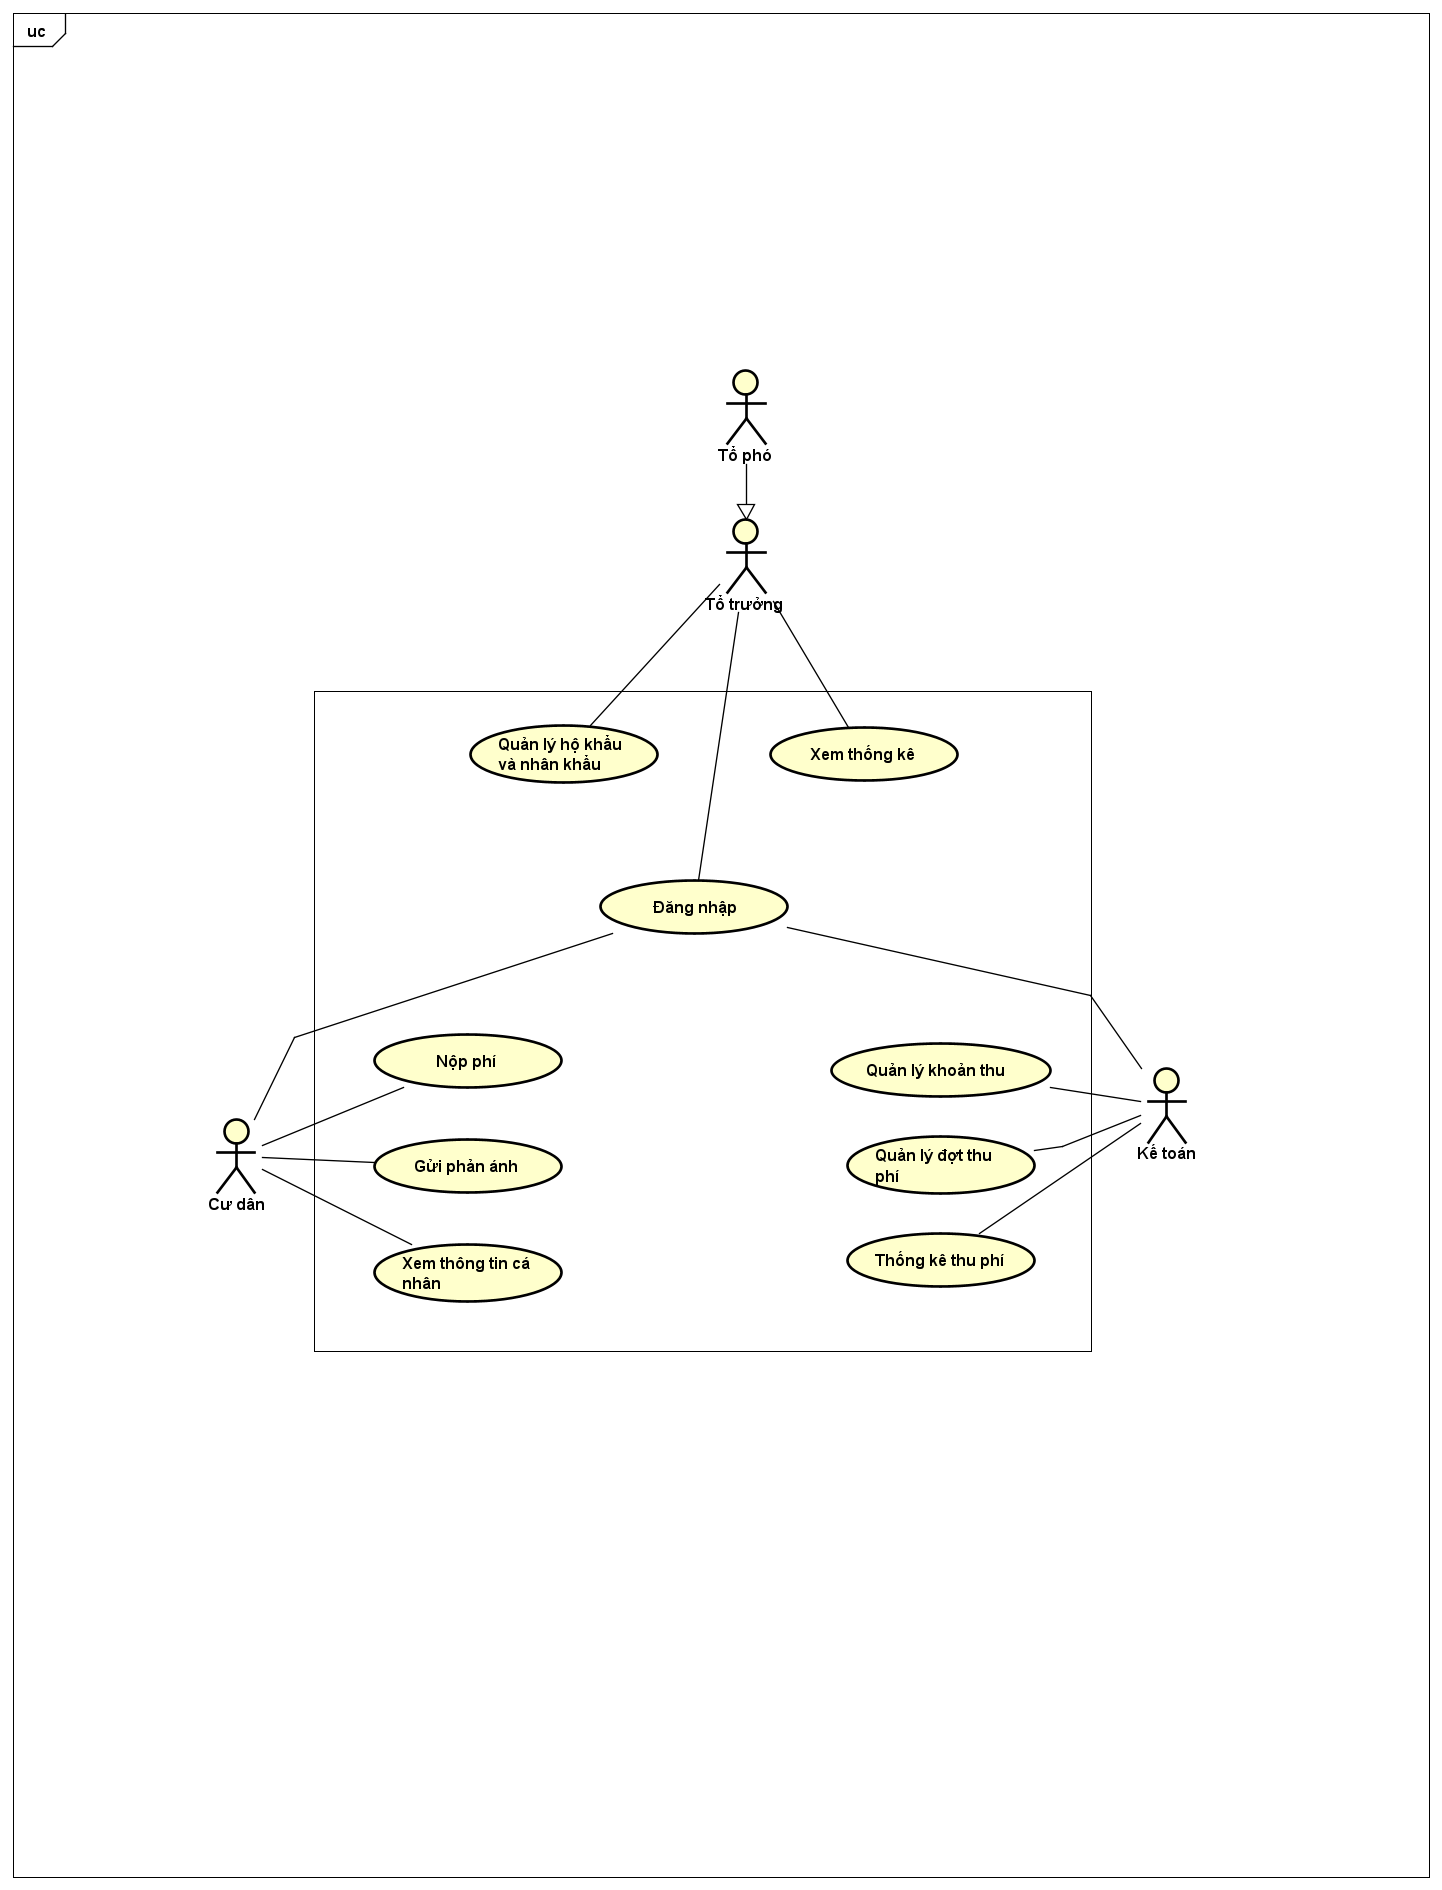 uc
Tổ phó
Tổ trưởng
Quản lý hộ khẩu
và nhân khẩu
Xem thống kê
Đăng nhập
Nộp phí
Quản lý khoản thu
Gửi phản ánh
Quản lý đợt thu
phí
Kế toán
Cư dân
Xem thông tin cá
nhân
Thống kê thu phí